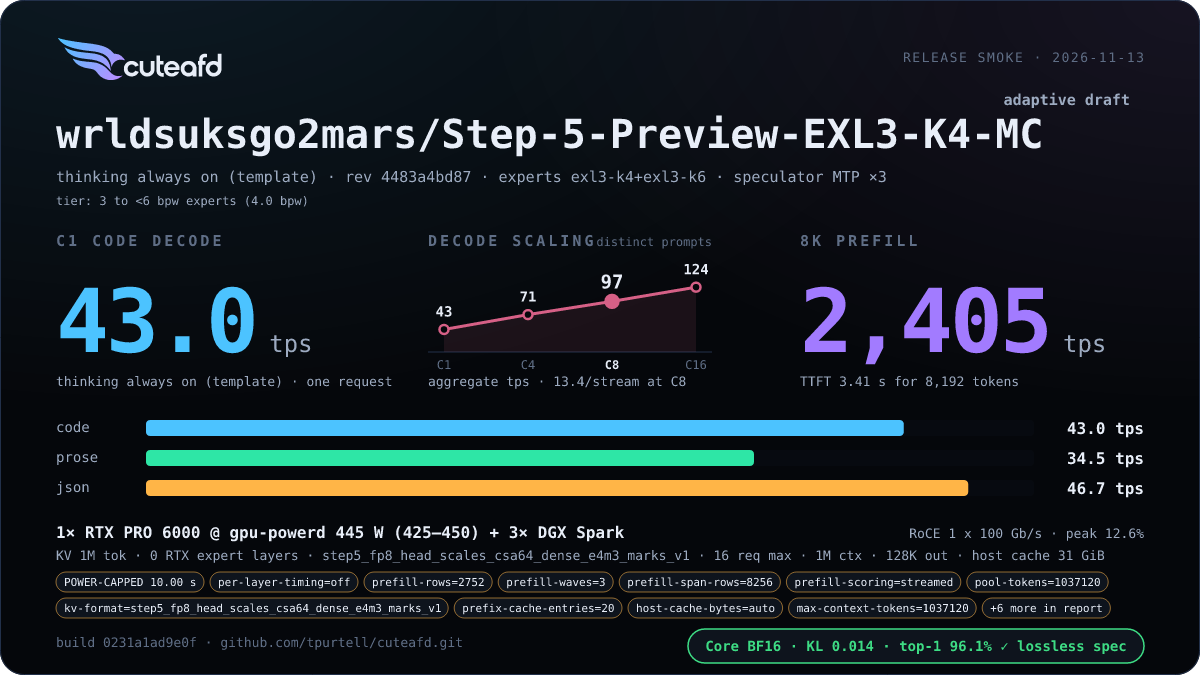 cuteafd
RELEASE SMOKE · 2026-11-13
adaptive draft
wrldsuksgo2mars/Step-5-Preview-EXL3-K4-MC
thinking always on (template) · rev 4483a4bd87 · experts exl3-k4+exl3-k6 · speculator MTP ×3
tier: 3 to <6 bpw experts (4.0 bpw)
C1 CODE DECODE
43.0 tps
thinking always on (template) · one request
DECODE SCALING distinct prompts
43
71
97
124
C1
C4
C8
C16
aggregate tps · 13.4/stream at C8
8K PREFILL
2,405 tps
TTFT 3.41 s for 8,192 tokens
code 43.0 tps
prose 34.5 tps
json 46.7 tps
1× RTX PRO 6000 @ gpu-powerd 445 W (425–450) + 3× DGX Spark
RoCE 1 x 100 Gb/s · peak 12.6%
KV 1M tok · 0 RTX expert layers · step5_fp8_head_scales_csa64_dense_e4m3_marks_v1 · 16 req max · 1M ctx · 128K out · host cache 31 GiB
POWER-CAPPED 10.00 s per-layer-timing=off prefill-rows=2752 prefill-waves=3 prefill-span-rows=8256 prefill-scoring=streamed pool-tokens=1037120
kv-format=step5_fp8_head_scales_csa64_dense_e4m3_marks_v1 prefix-cache-entries=20 host-cache-bytes=auto max-context-tokens=1037120 +6 more in report
build 0231a1ad9e0f · github.com/tpurtell/cuteafd.git
Core BF16 · KL 0.014 · top-1 96.1% ✓ lossless spec